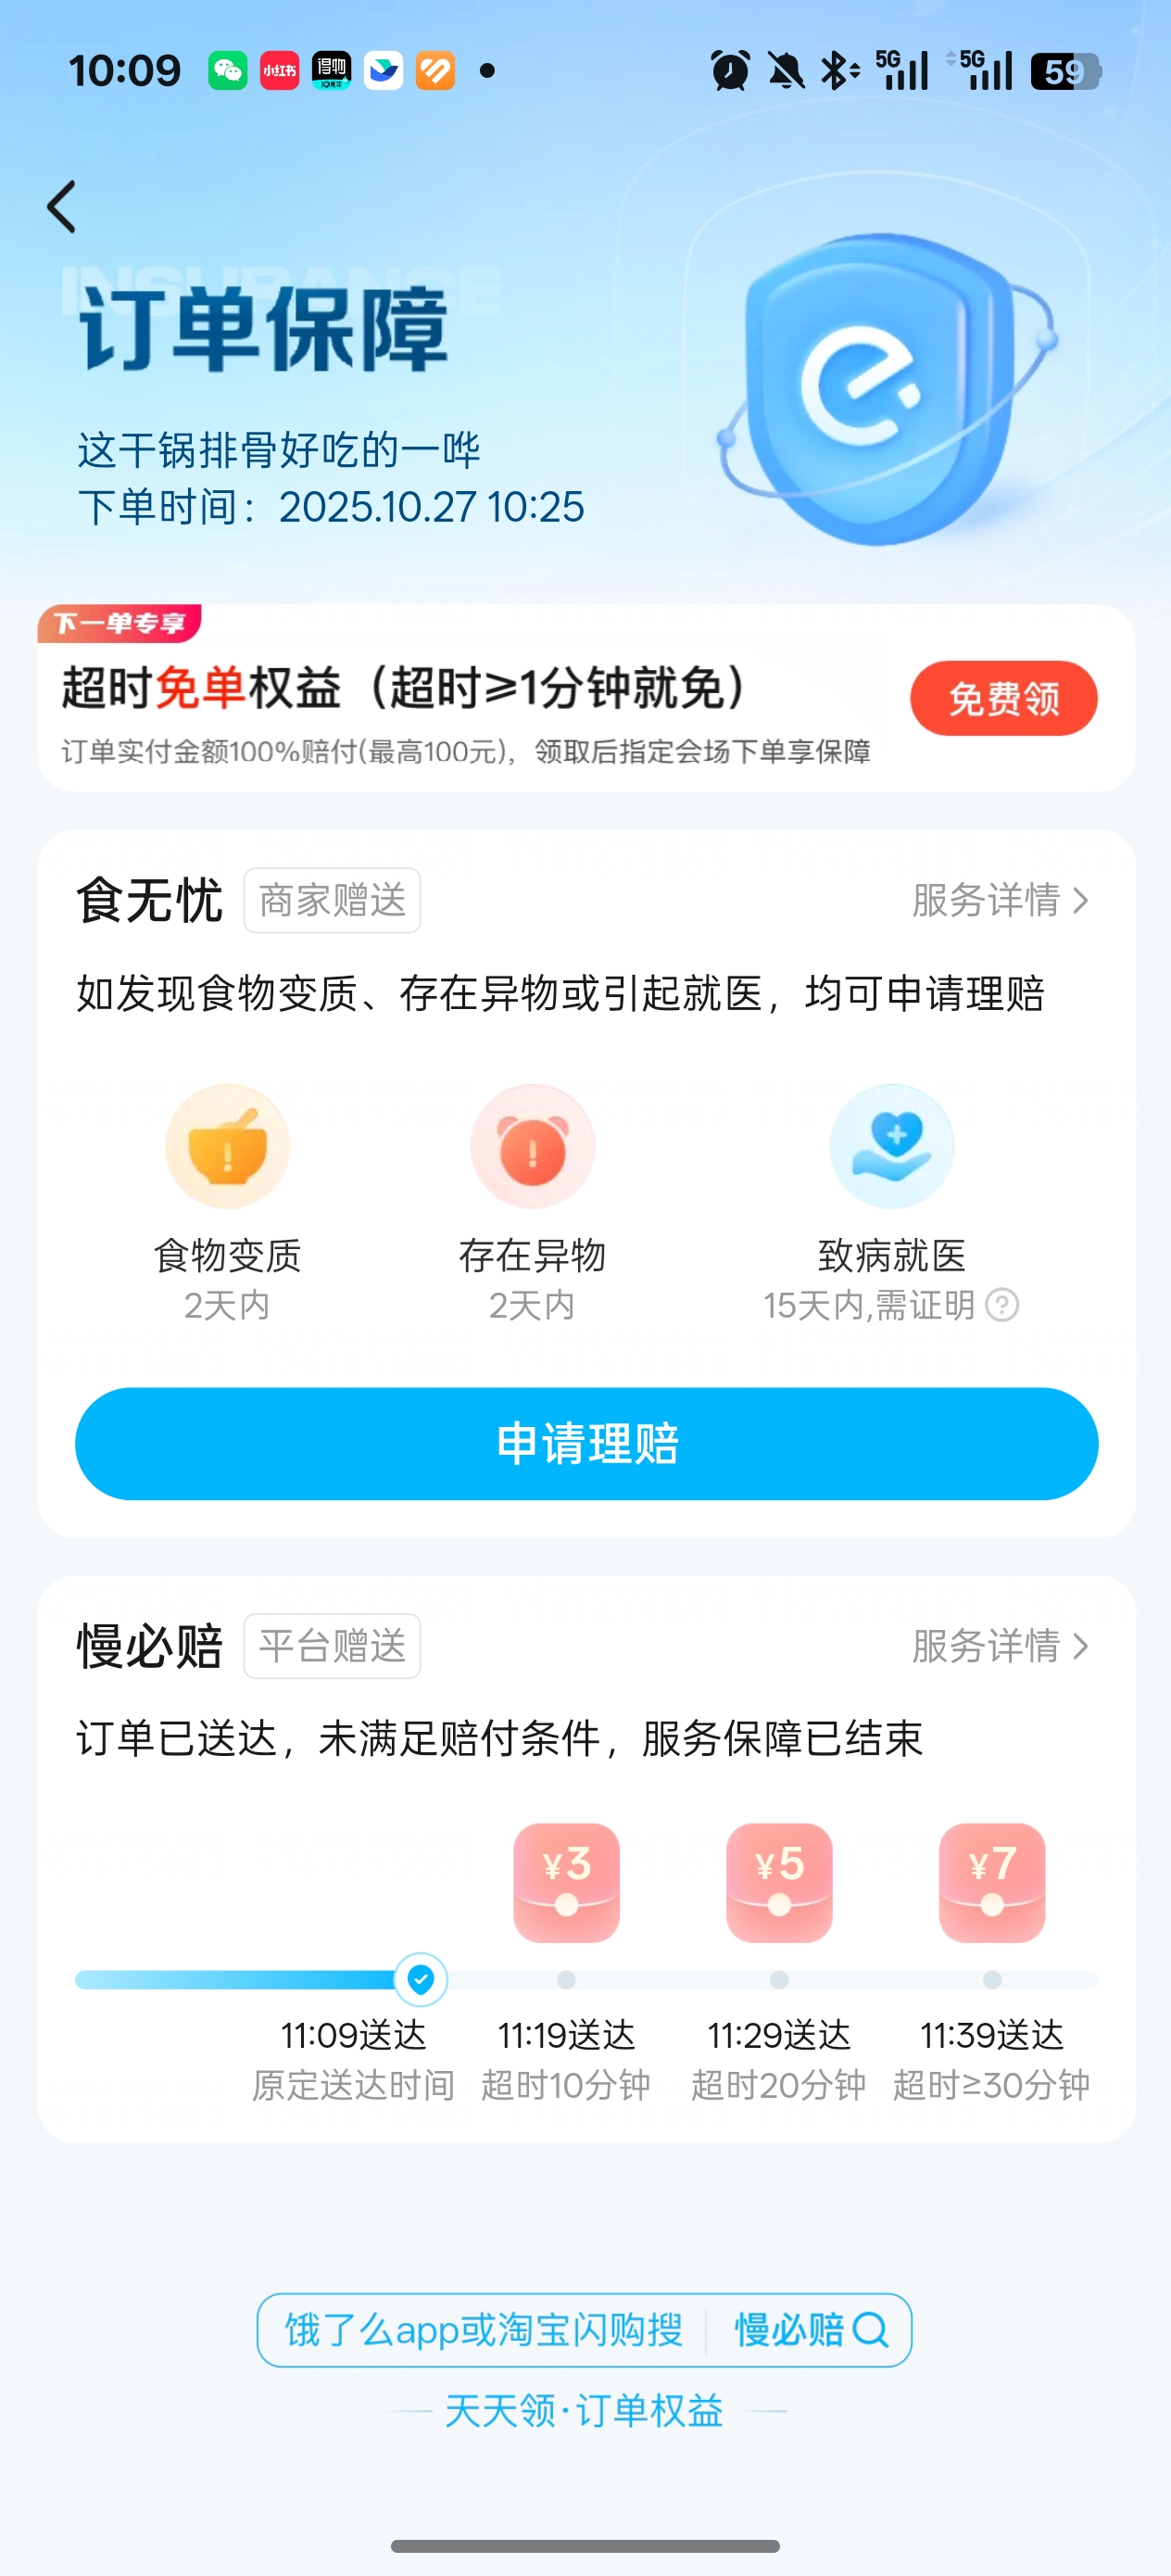 10:09
小红书
得物
5G
5G
59
INSURANCE
订单保障
这干锅排骨好吃的一哗
下单时间：2025.10.27 10:25
下一单专享
超时免单权益（超时≥1分钟就免）
免费领
订单实付金额100%赔付(最高100元)，领取后指定会场下单享保障
食无忧
商家赠送
服务详情
如发现食物变质、存在异物或引起就医，均可申请理赔
食物变质
存在异物
致病就医
2天内
2天内
15天内,需证明
申请理赔
慢必赔
平台赠送
服务详情
订单已送达，未满足赔付条件，服务保障已结束
¥3
¥5
¥7
11:09送达
11:19送达
11:29送达
11:39送达
原定送达时间
超时10分钟
超时20分钟
超时≥30分钟
饿了么app或淘宝闪购搜
慢必赔
天天领·订单权益